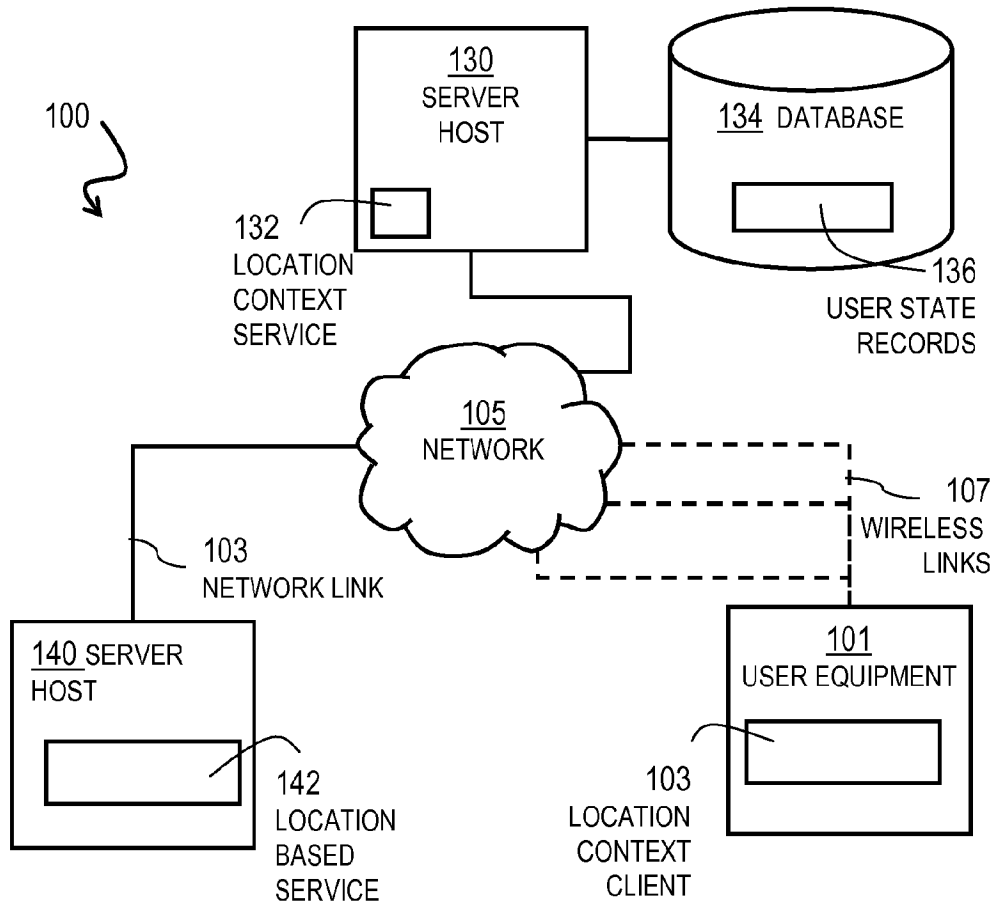 130
SERVER
HOST
134 DATABASE
100
132
LOCATION
CONTEXT
SERVICE
136
USER STATE
RECORDS
105
NETWORK
107
WIRELESS
LINKS
103
NETWORK LINK
140 SERVER
HOST
101
USER EQUIPMENT
142
LOCATION
BASED
SERVICE
103
LOCATION
CONTEXT
CLIENT